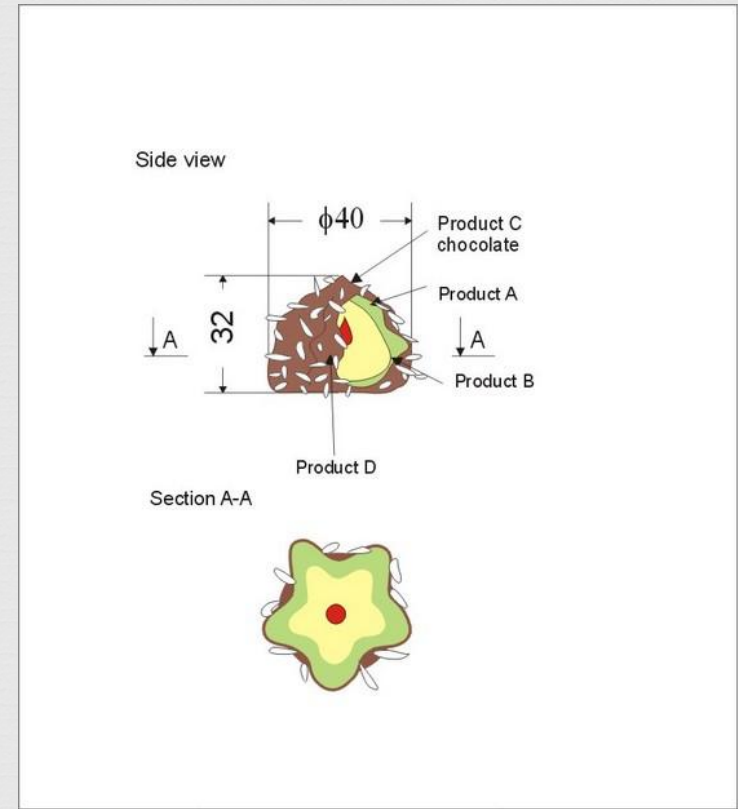 Side view
ϕ40
Product C
chocolate
Product A
A
32
A
Product B
Product D
Section A-A